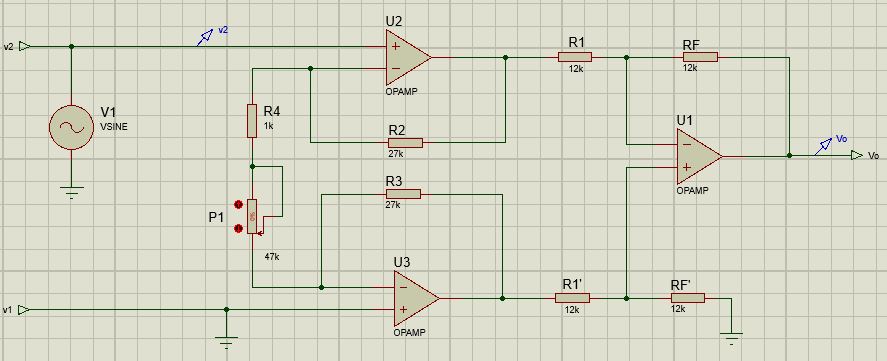 U2
v2
v2
+
−
OPAMP
V1
VSINE
R4
1k
R2
27k
R1
12k
RF
12k
U1
−
+
OPAMP
Vo
Vo
R3
27k
P1
0%
47k
U3
−
+
OPAMP
v1
R1'
12k
RF'
12k